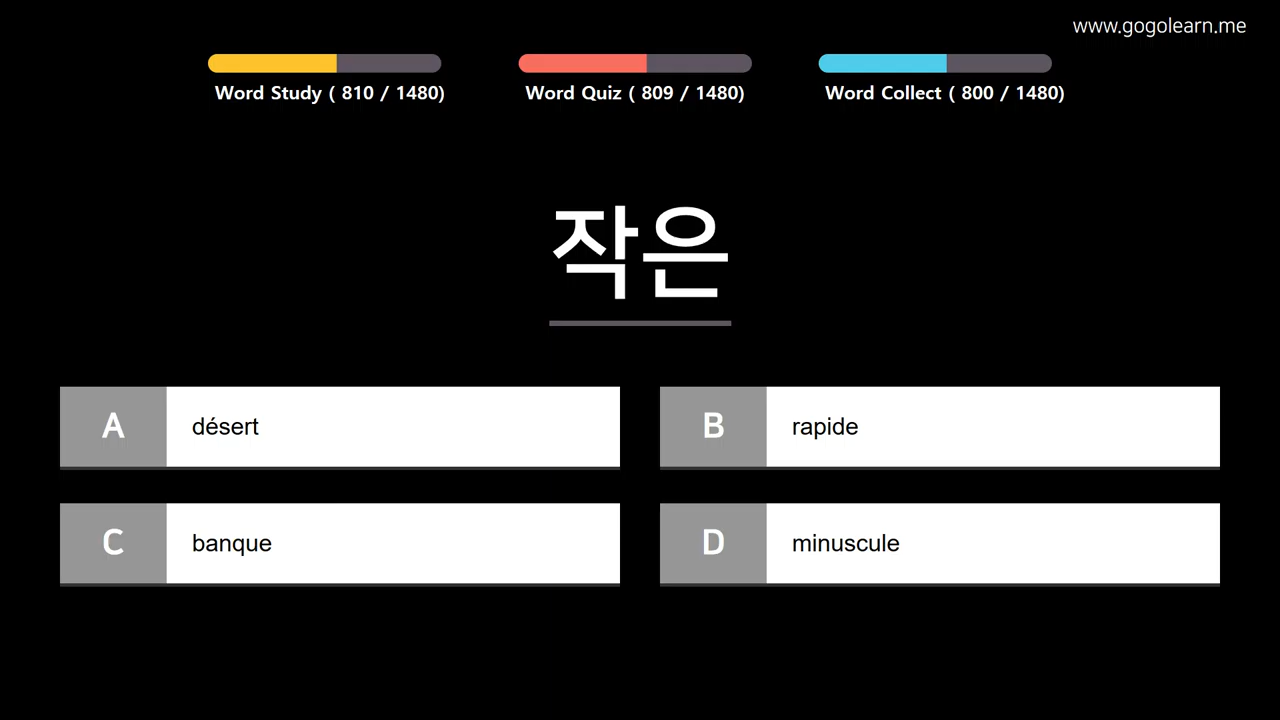 www.gogolearn.me
Word Study ( 810 / 1480)
Word Quiz ( 809 / 1480)
Word Collect ( 800 / 1480)
작은
A
désert
B
rapide
C
banque
D
minuscule